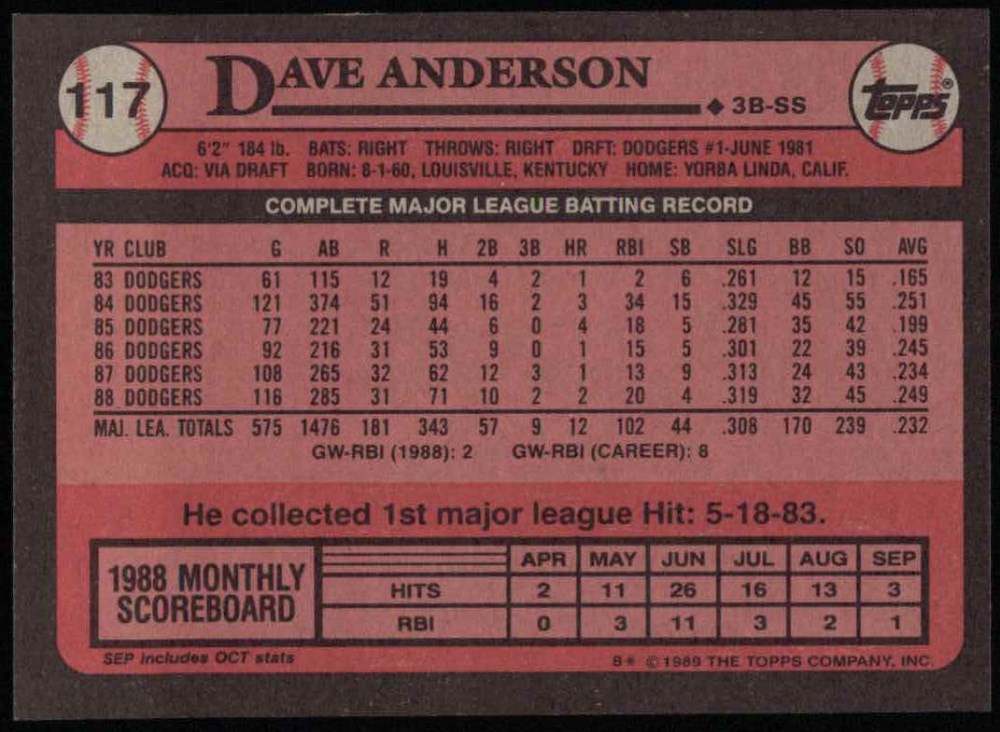 117
DAVE ANDERSON
◆ 3B-SS
topps®
6'2" 184 lb. BATS: RIGHT THROWS: RIGHT DRFT: DODGERS #1-JUNE 1981
ACQ: VIA DRAFT BORN: 8-1-60, LOUISVILLE, KENTUCKY HOME: YORBA LINDA, CALIF.
COMPLETE MAJOR LEAGUE BATTING RECORD
YR CLUB G AB R H 2B 3B HR RBI SB SLG BB SO AVG
83 DODGERS 61 115 12 19 4 2 1 2 6 .261 12 15 .165
84 DODGERS 121 374 51 94 16 2 3 34 15 .329 45 55 .251
85 DODGERS 77 221 24 44 6 0 4 18 5 .281 35 42 .199
86 DODGERS 92 216 31 53 9 0 1 15 5 .301 22 39 .245
87 DODGERS 108 265 32 62 12 3 1 13 9 .313 24 43 .234
88 DODGERS 116 285 31 71 10 2 2 20 4 .319 32 45 .249
MAJ. LEA. TOTALS 575 1476 181 343 57 9 12 102 44 .308 170 239 .232
GW-RBI (1988): 2 GW-RBI (CAREER): 8
He collected 1st major league Hit: 5-18-83.
1988 MONTHLY
SCOREBOARD
APR MAY JUN JUL AUG SEP
HITS 2 11 26 16 13 3
RBI 0 3 11 3 2 1
SEP includes OCT stats
B* © 1989 THE TOPPS COMPANY, INC.